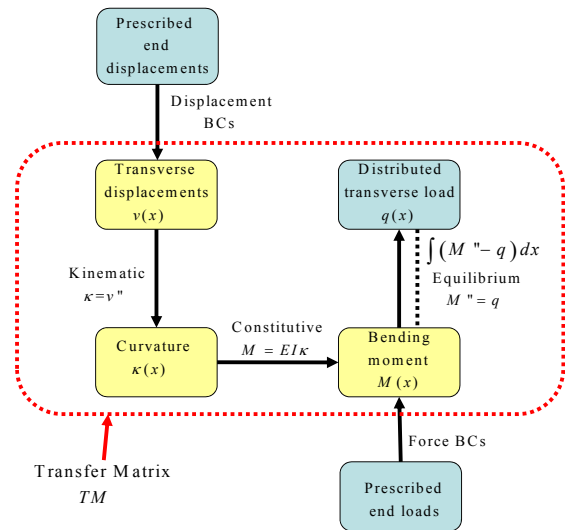 Prescribed
end
displacements
Displacement
BCs
Transverse
displacements
v(x)
Distributed
transverse load
q(x)
Kinematic
κ=v"
∫(M "− q) dx
Equilibrium
M " = q
Curvature
κ(x)
Constitutive
M = EIκ
Bending
moment
M(x)
Transfer Matrix
TM
Force BCs
Prescribed
end loads